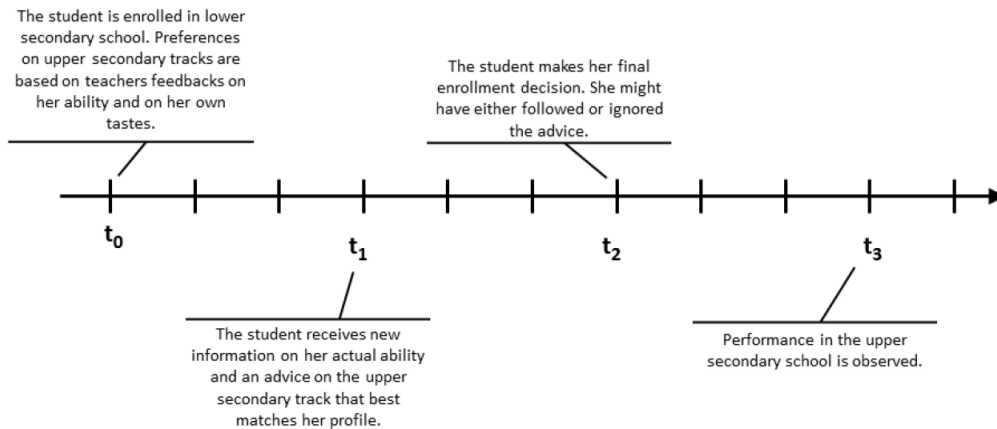 The student is enrolled in lower
secondary school. Preferences
on upper secondary tracks are
based on teachers feedbacks on
her ability and on her own
tastes.
The student makes her final
enrollment decision. She might
have either followed or ignored
the advice.
t0
t1
t2
t3
The student receives new
information on her actual ability
and an advice on the upper
secondary track that best
matches her profile.
Performance in the upper
secondary school is observed.